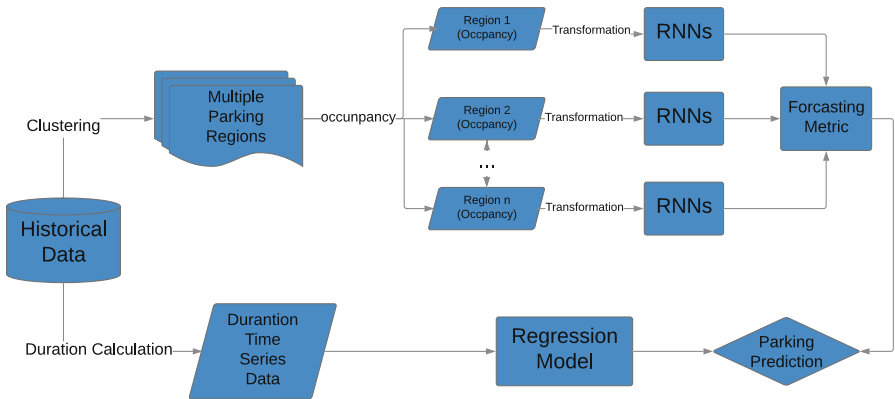 Region 1
(Occpancy)
Transformation
RNNs
Clustering
Multiple
Parking
Regions
occunpancy
Region 2
(Occpancy)
Transformation
RNNs
Forcasting
Metric
...
Region n
(Occpancy)
Transformation
RNNs
Historical
Data
Duration Calculation
Durantion
Time
Series
Data
Regression
Model
Parking
Prediction